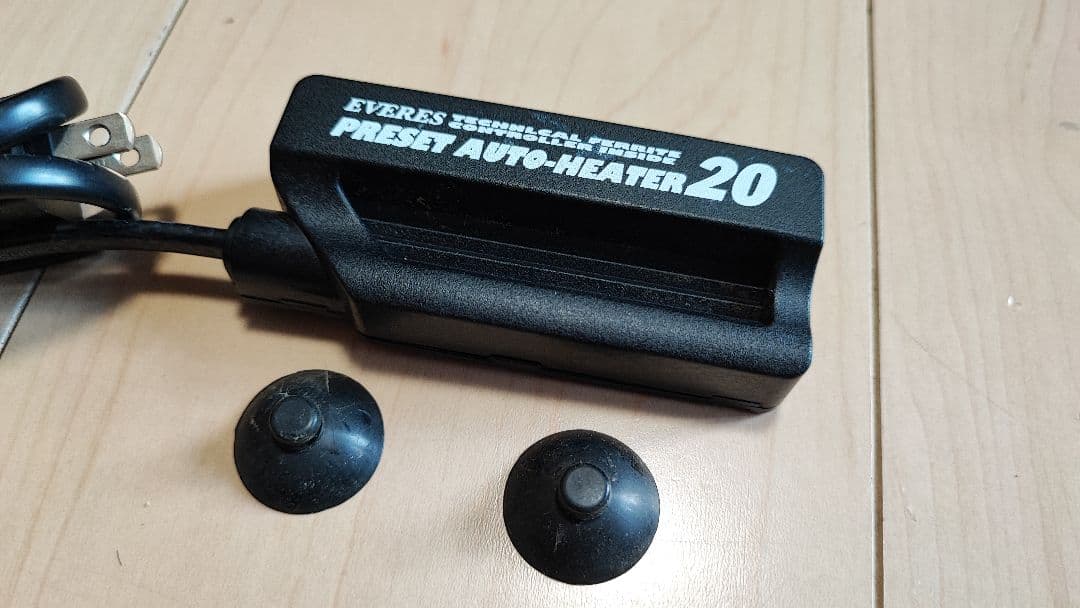 EVERES TECHNICAL FERRITE
CONTROLLER INSIDE
PRESET AUTO-HEATER 20